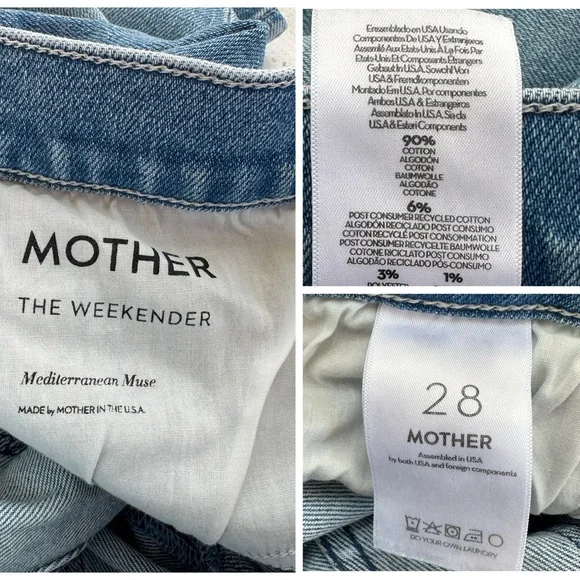 MOTHER
THE WEEKENDER
Mediterranean Muse
MADE by MOTHER IN THE U.S.A.
Ensamblado en USA Usando
Componentes De USA Y Extranjeros
Assemblé Aux Etats-Unis À La Fois Par
Etats-Unis Et Composants Etrangers
Gebaut In USA. Sowohl Von
USA & Fremdkomponenten
Montado Em U.S.A. Por componentes
Ambos U.S.A & Estrangeiros
Assemblato In U.S.A. Sia da
U.S.A & Esteri Components
90%
COTTON
ALGODÓN
COTON
BAUMWOLLE
ALGODÃO
COTONE
6%
POST CONSUMER RECYCLED COTTON
ALGODÓN RECICLADO POST CONSUMO
COTON RECYCLÉ POST CONSOMMATION
POST CONSUMER RECYCELTE BAUMWOLLE
COTONE RICICLATO POST CONSUMO
ALGODÃO RECICLADO PÓS-CONSUMO
3% 1%
28
MOTHER
Assembled in USA
by both USA and foreign components
DO YOUR OWN LAUNDRY